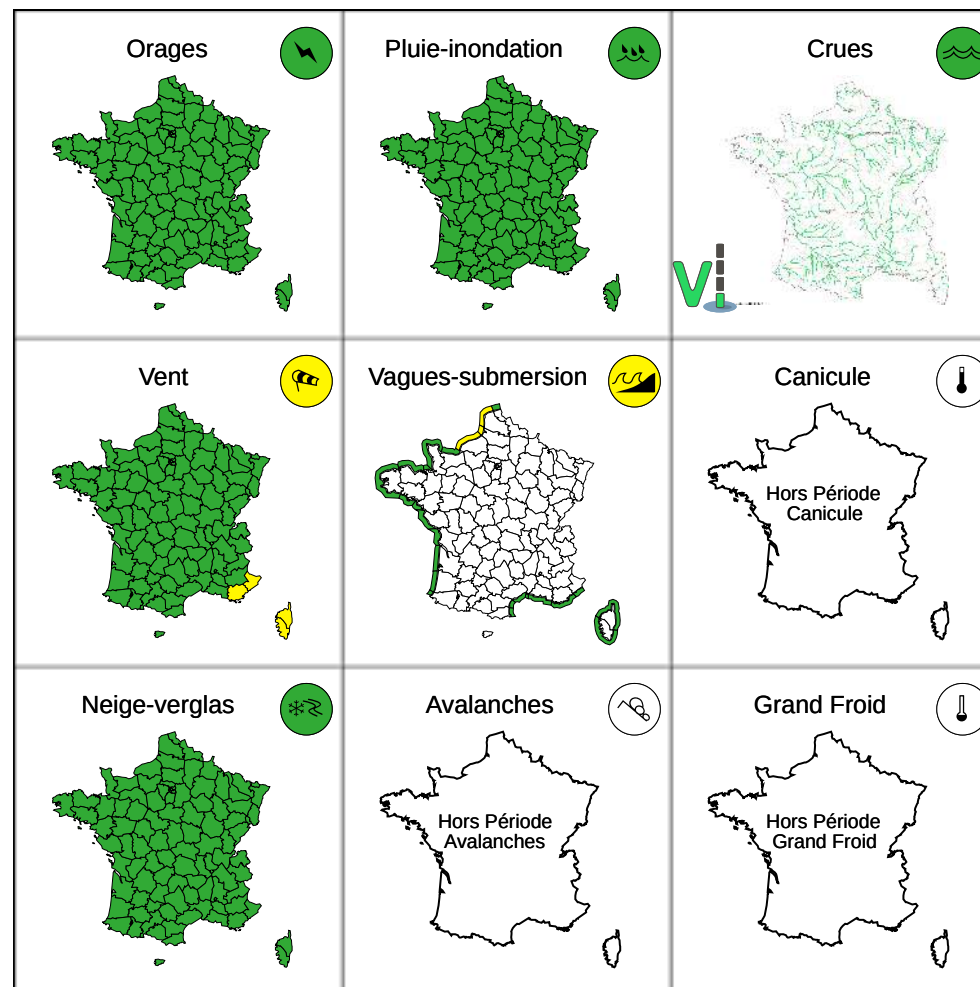 Orages
Pluie-inondation
Crues
Vent
Vagues-submersion
Canicule
Hors Période
Canicule
Neige-verglas
Avalanches
Grand Froid
Hors Période
Avalanches
Hors Période
Grand Froid